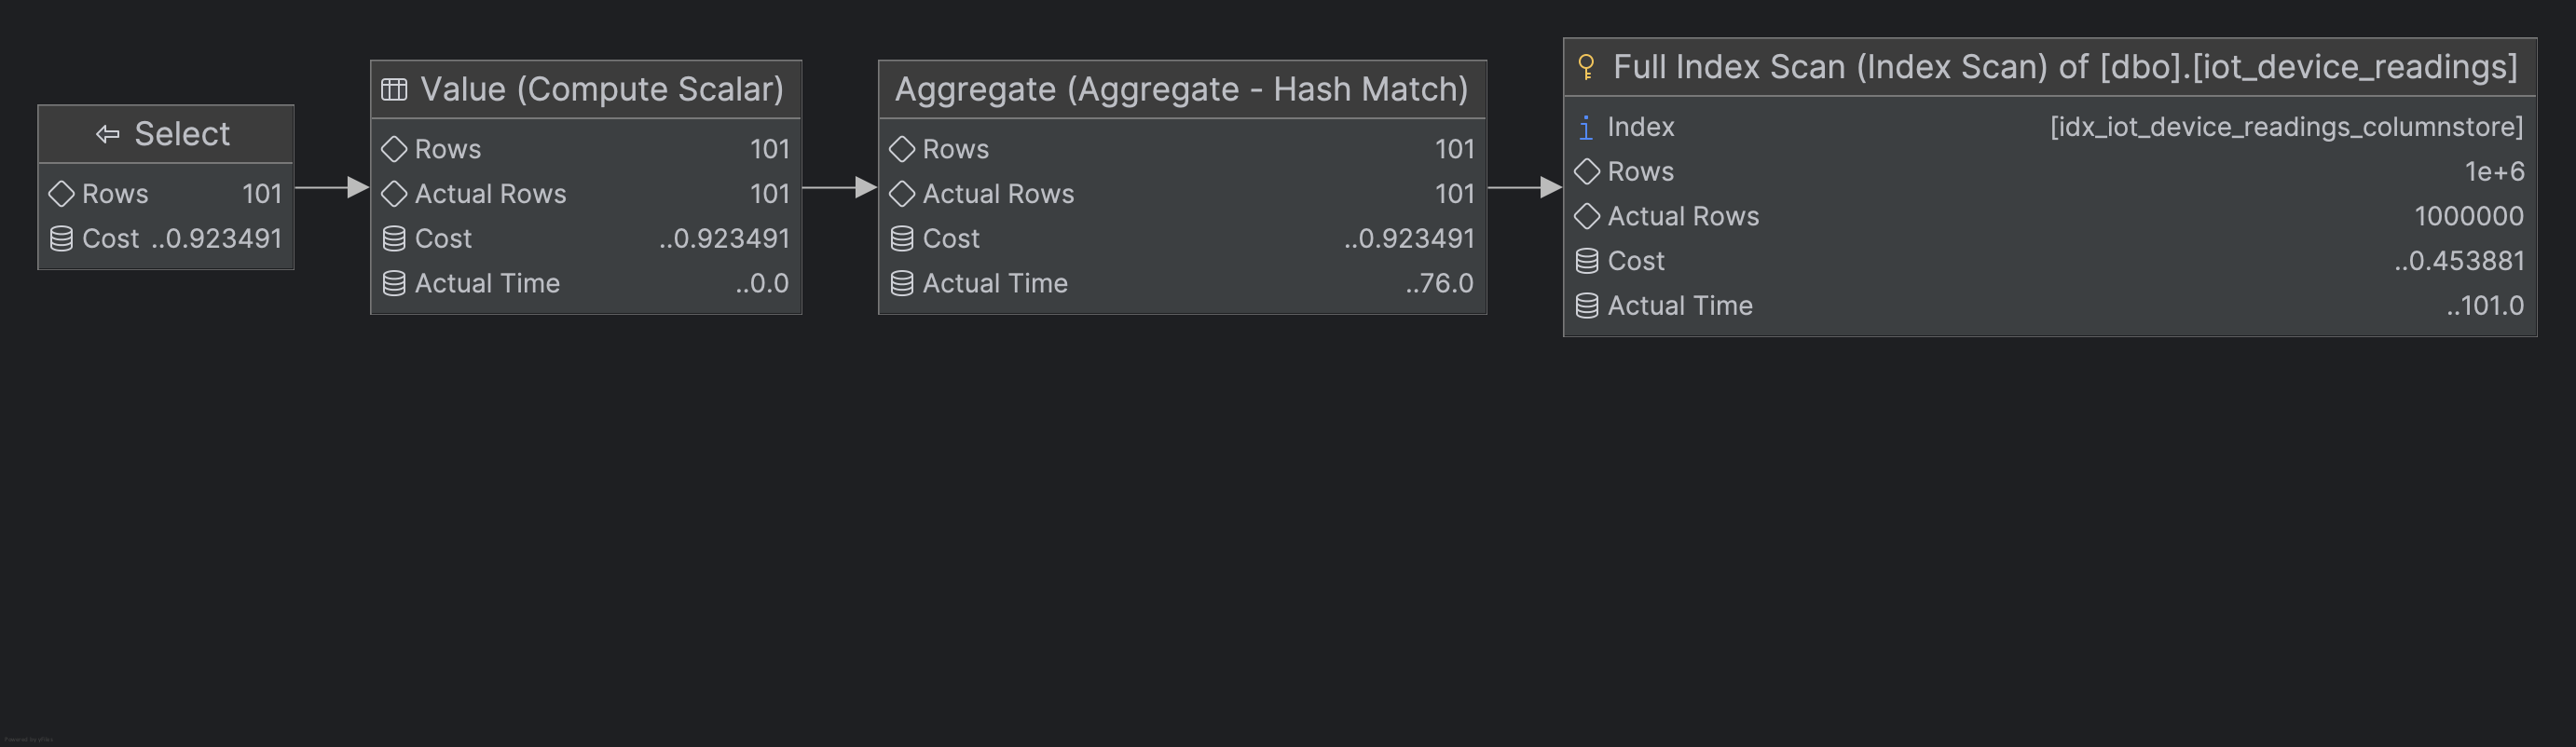 Select
Rows 101
Cost ..0.923491
Value (Compute Scalar)
Rows 101
Actual Rows 101
Cost ..0.923491
Actual Time ..0.0
Aggregate (Aggregate - Hash Match)
Rows 101
Actual Rows 101
Cost ..0.923491
Actual Time ..76.0
Full Index Scan (Index Scan) of [dbo].[iot_device_readings]
Index [idx_iot_device_readings_columnstore]
Rows 1e+6
Actual Rows 1000000
Cost ..0.453881
Actual Time ..101.0